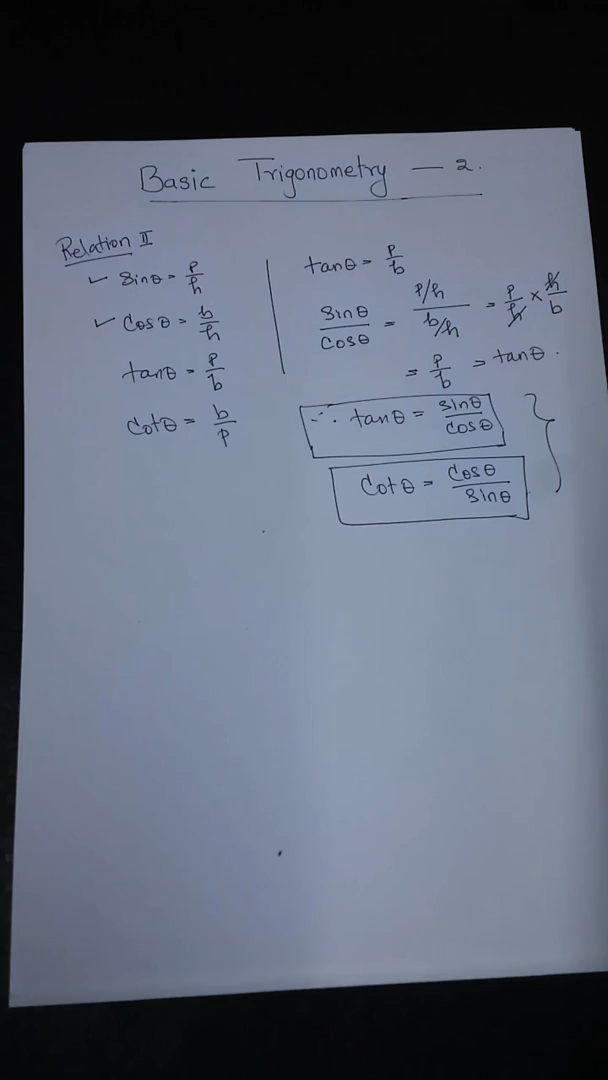 Basic Trigonometry — 2.
Relation II
✓ Sinθ = p/h
✓ Cosθ = b/h
tanθ = p/b
Cotθ = b/p
tanθ = p/b
Sinθ/Cosθ = (p/h)/(b/h) = p/h × h/b
= p/b = tanθ.
∴ tanθ = Sinθ/Cosθ
Cotθ = Cosθ/Sinθ